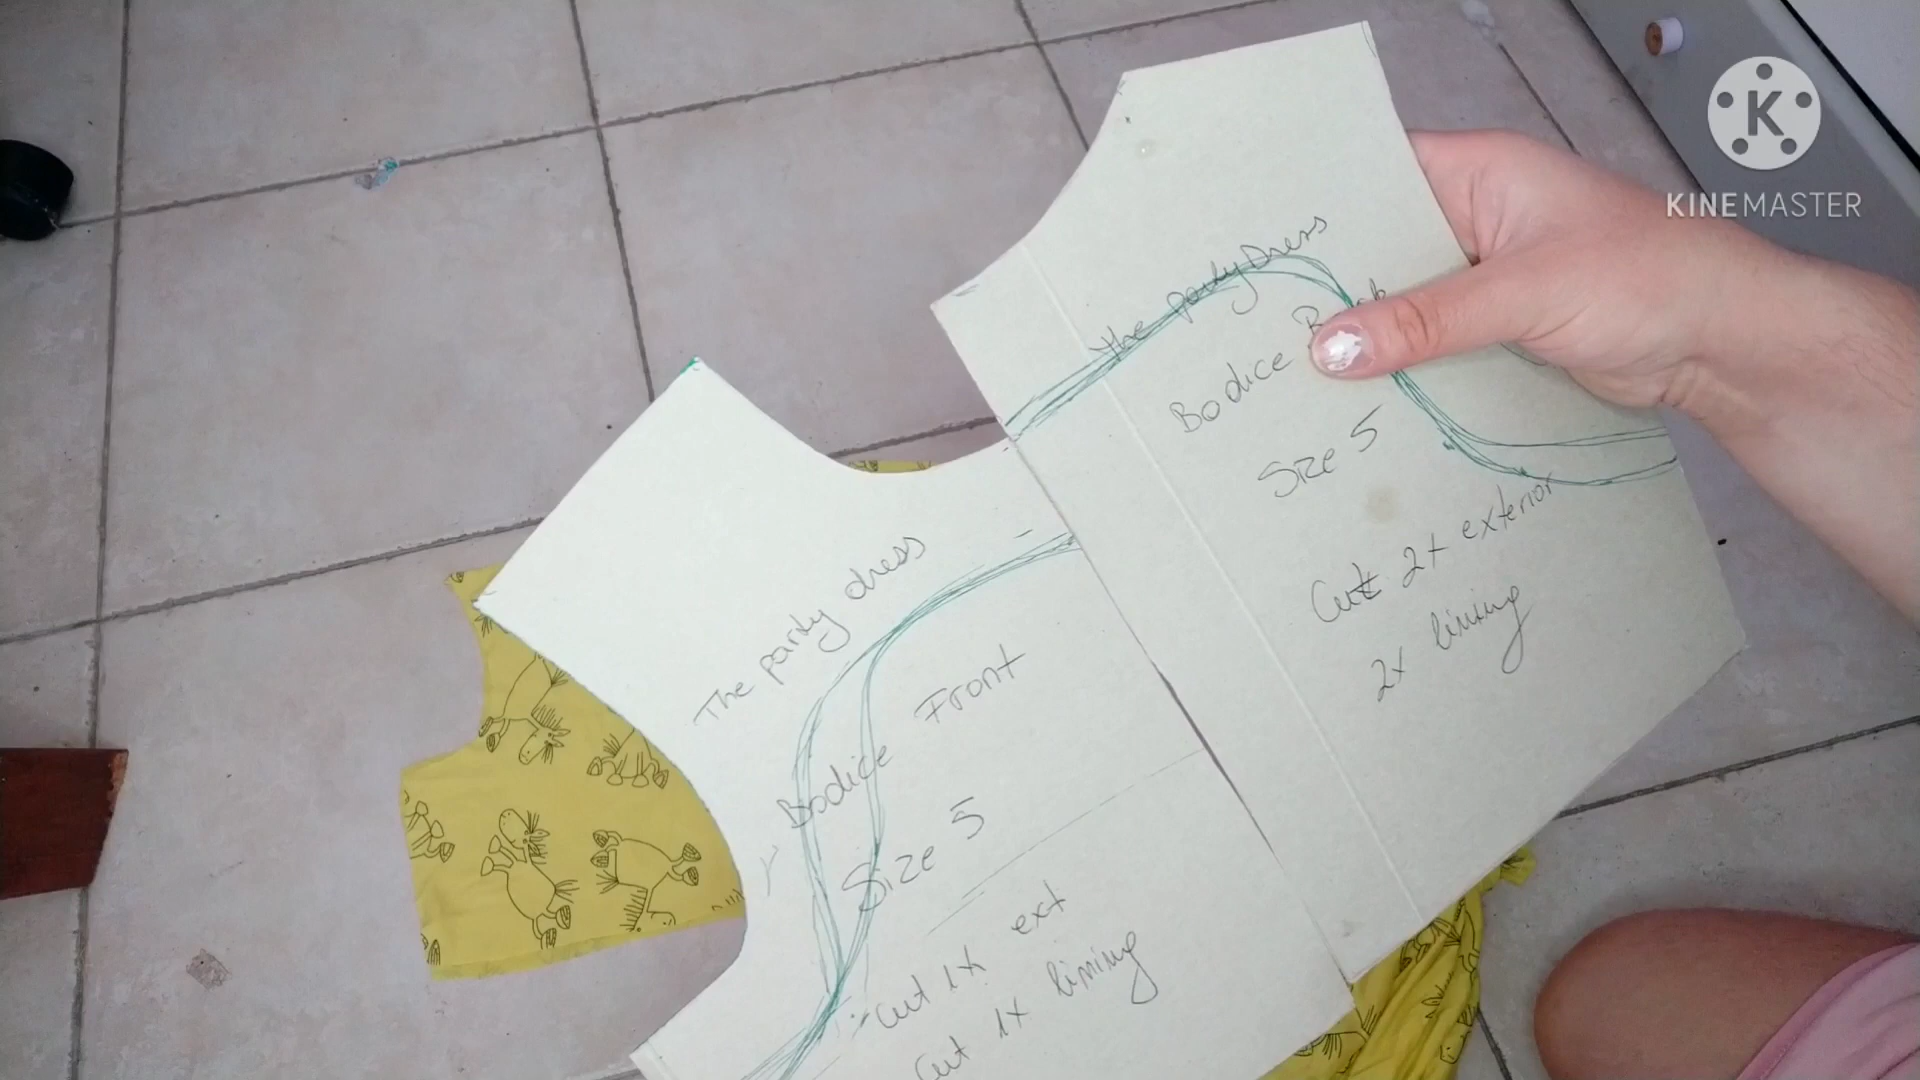 The party dress
Bodice Front
Size 5
Cut 1x ext
Cut 1x lining
The party Dress
Bodice
Size 5
Cut 2x exterior
2x lining
K
KINEMASTER